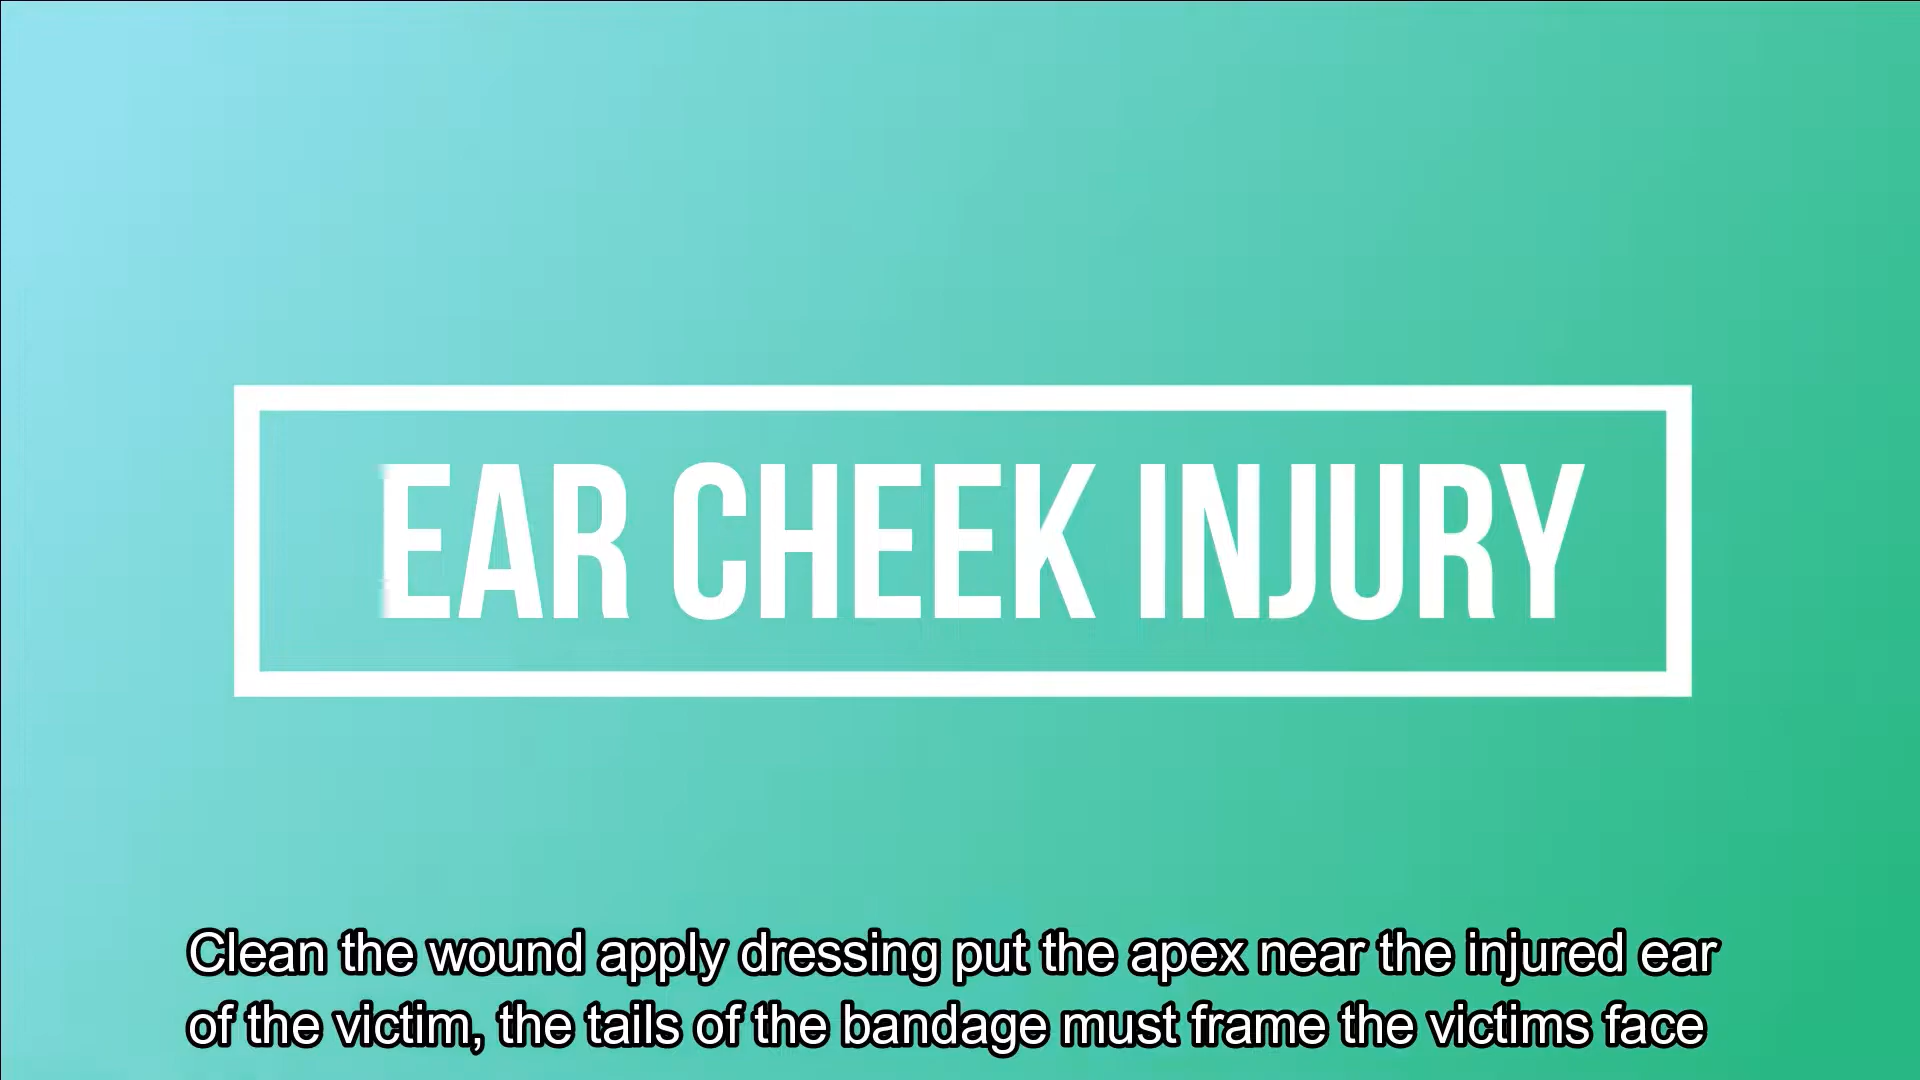 EAR CHEEK INJURY
Clean the wound apply dressing put the apex near the injured ear
of the victim, the tails of the bandage must frame the victims face